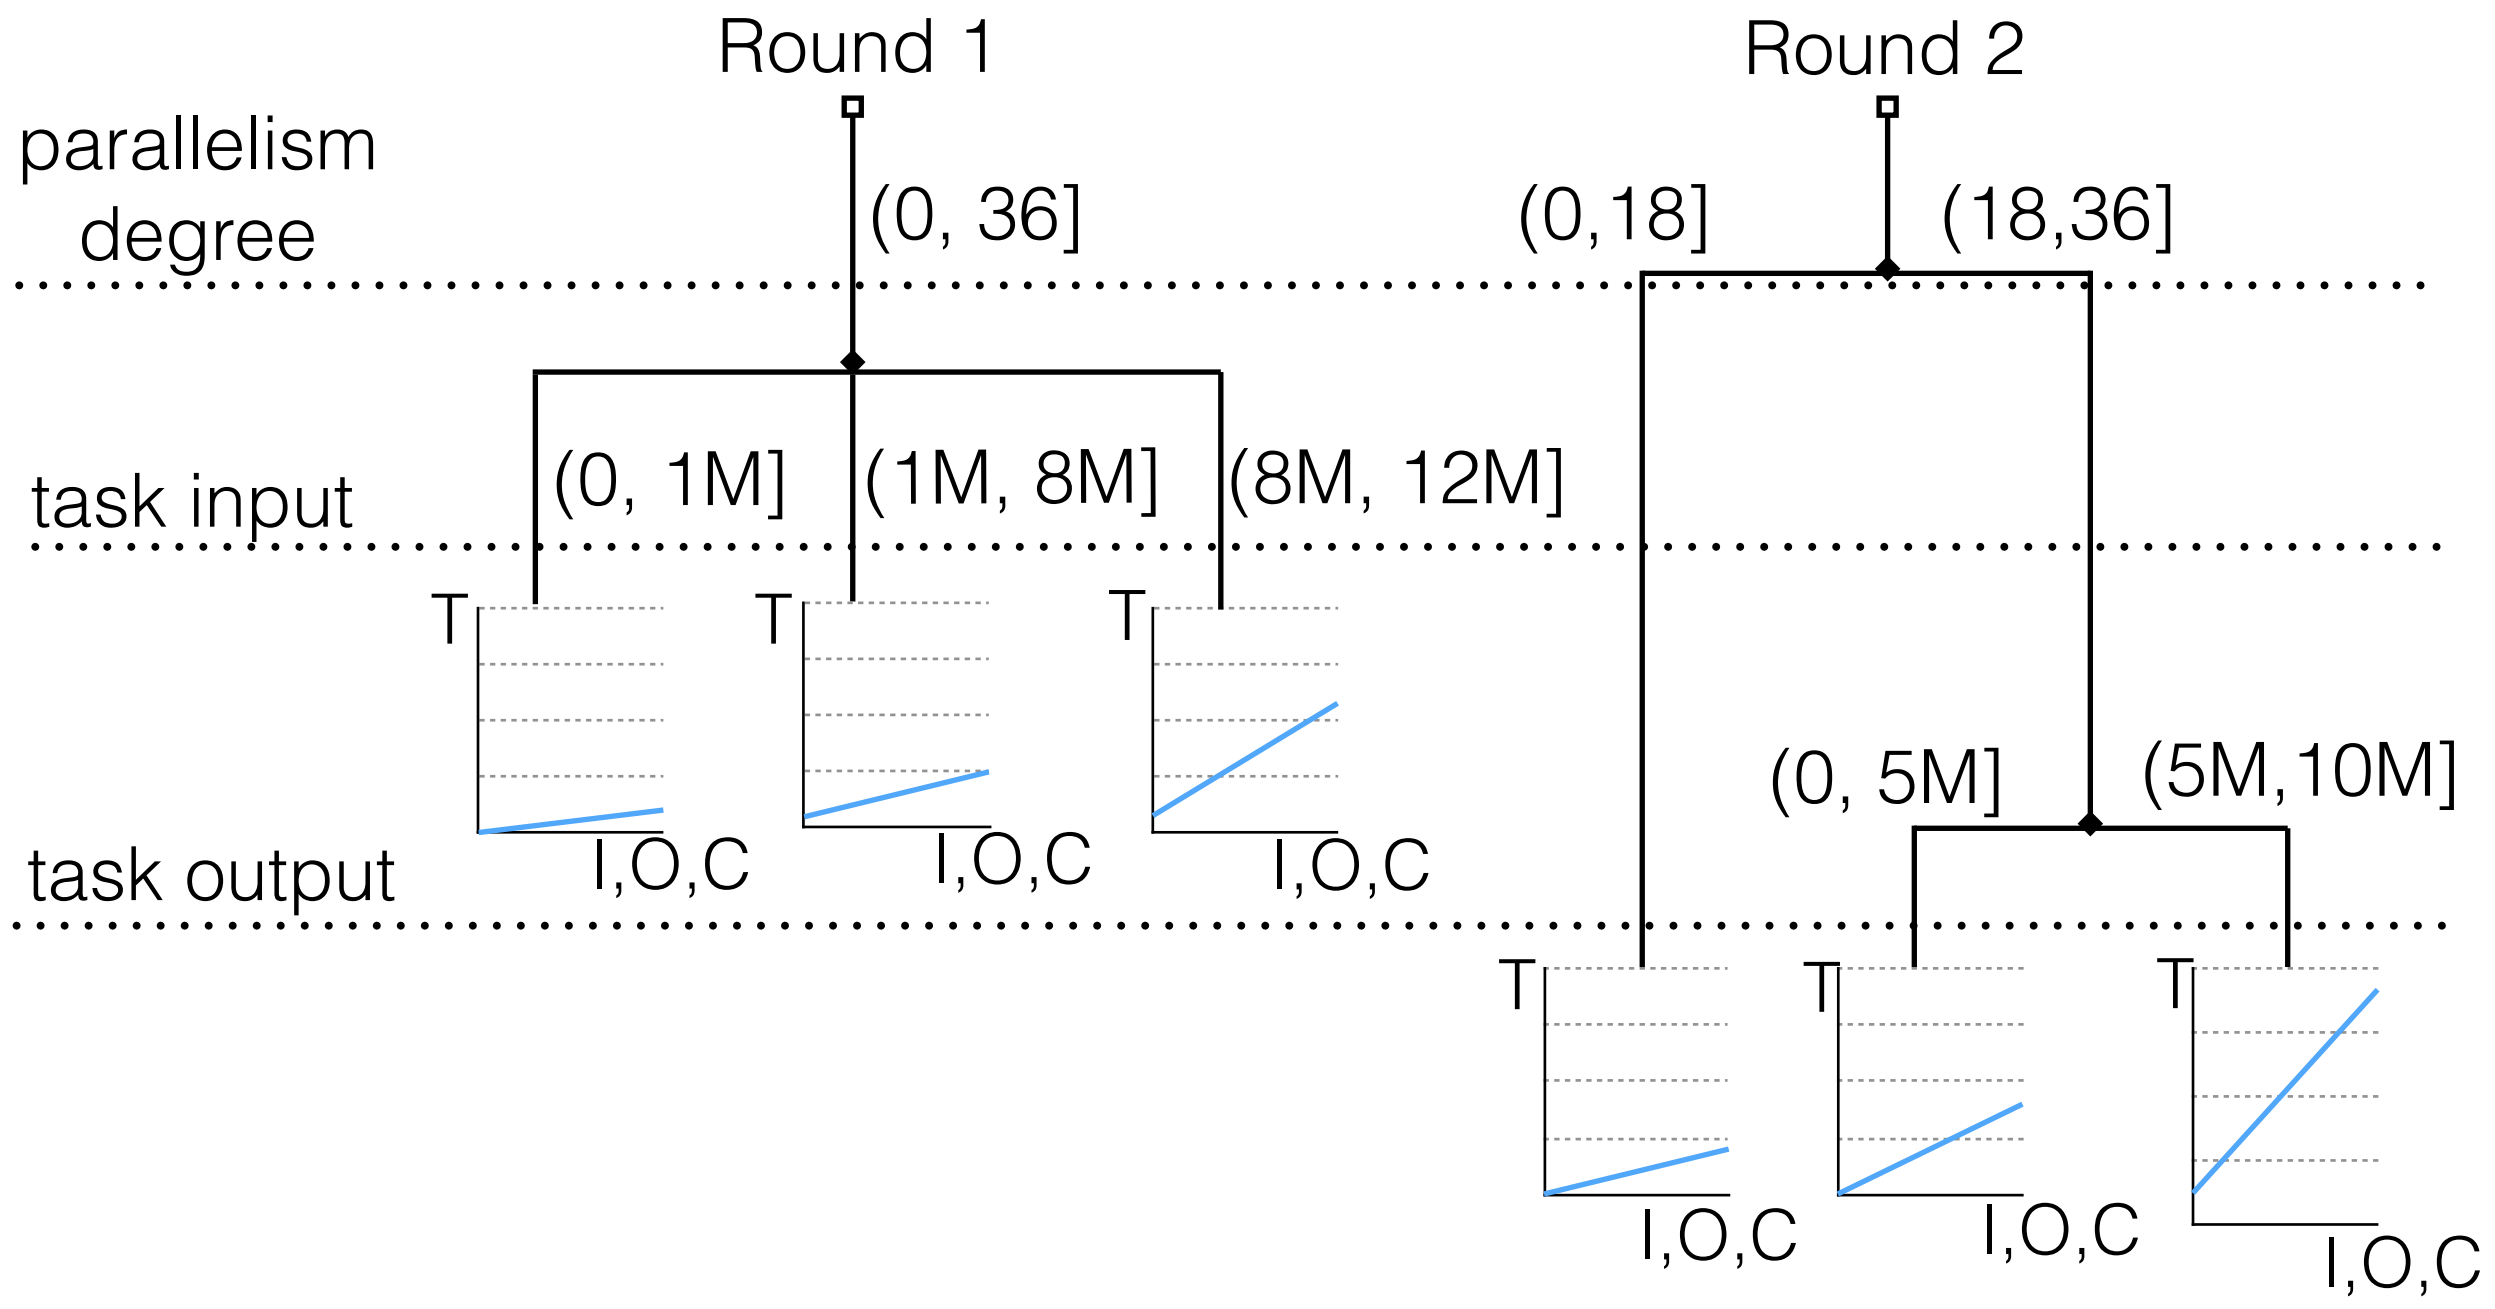 Round 1
Round 2
parallelism
degree
(0, 36]
(0,18]
(18,36]
task input
(0, 1M]
(1M, 8M]
(8M, 12M]
T
T
T
I,O,C
I,O,C
I,O,C
task output
(0, 5M]
(5M,10M]
T
T
T
I,O,C
I,O,C
I,O,C